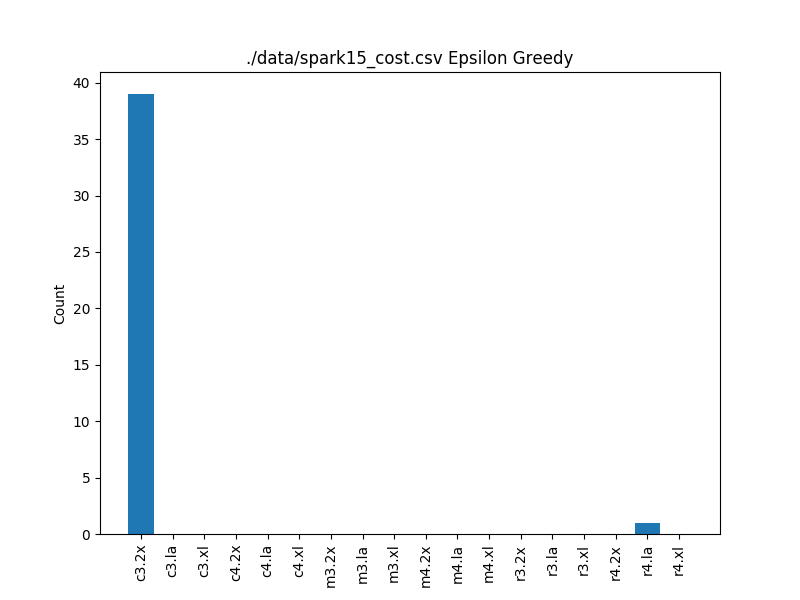 ./data/spark15_cost.csv Epsilon Greedy
40
35
30
25
20
15
10
5
0
Count
c3.2x
c3.la
c3.xl
c4.2x
c4.la
c4.xl
m3.2x
m3.la
m3.xl
m4.2x
m4.la
m4.xl
r3.2x
r3.la
r3.xl
r4.2x
r4.la
r4.xl